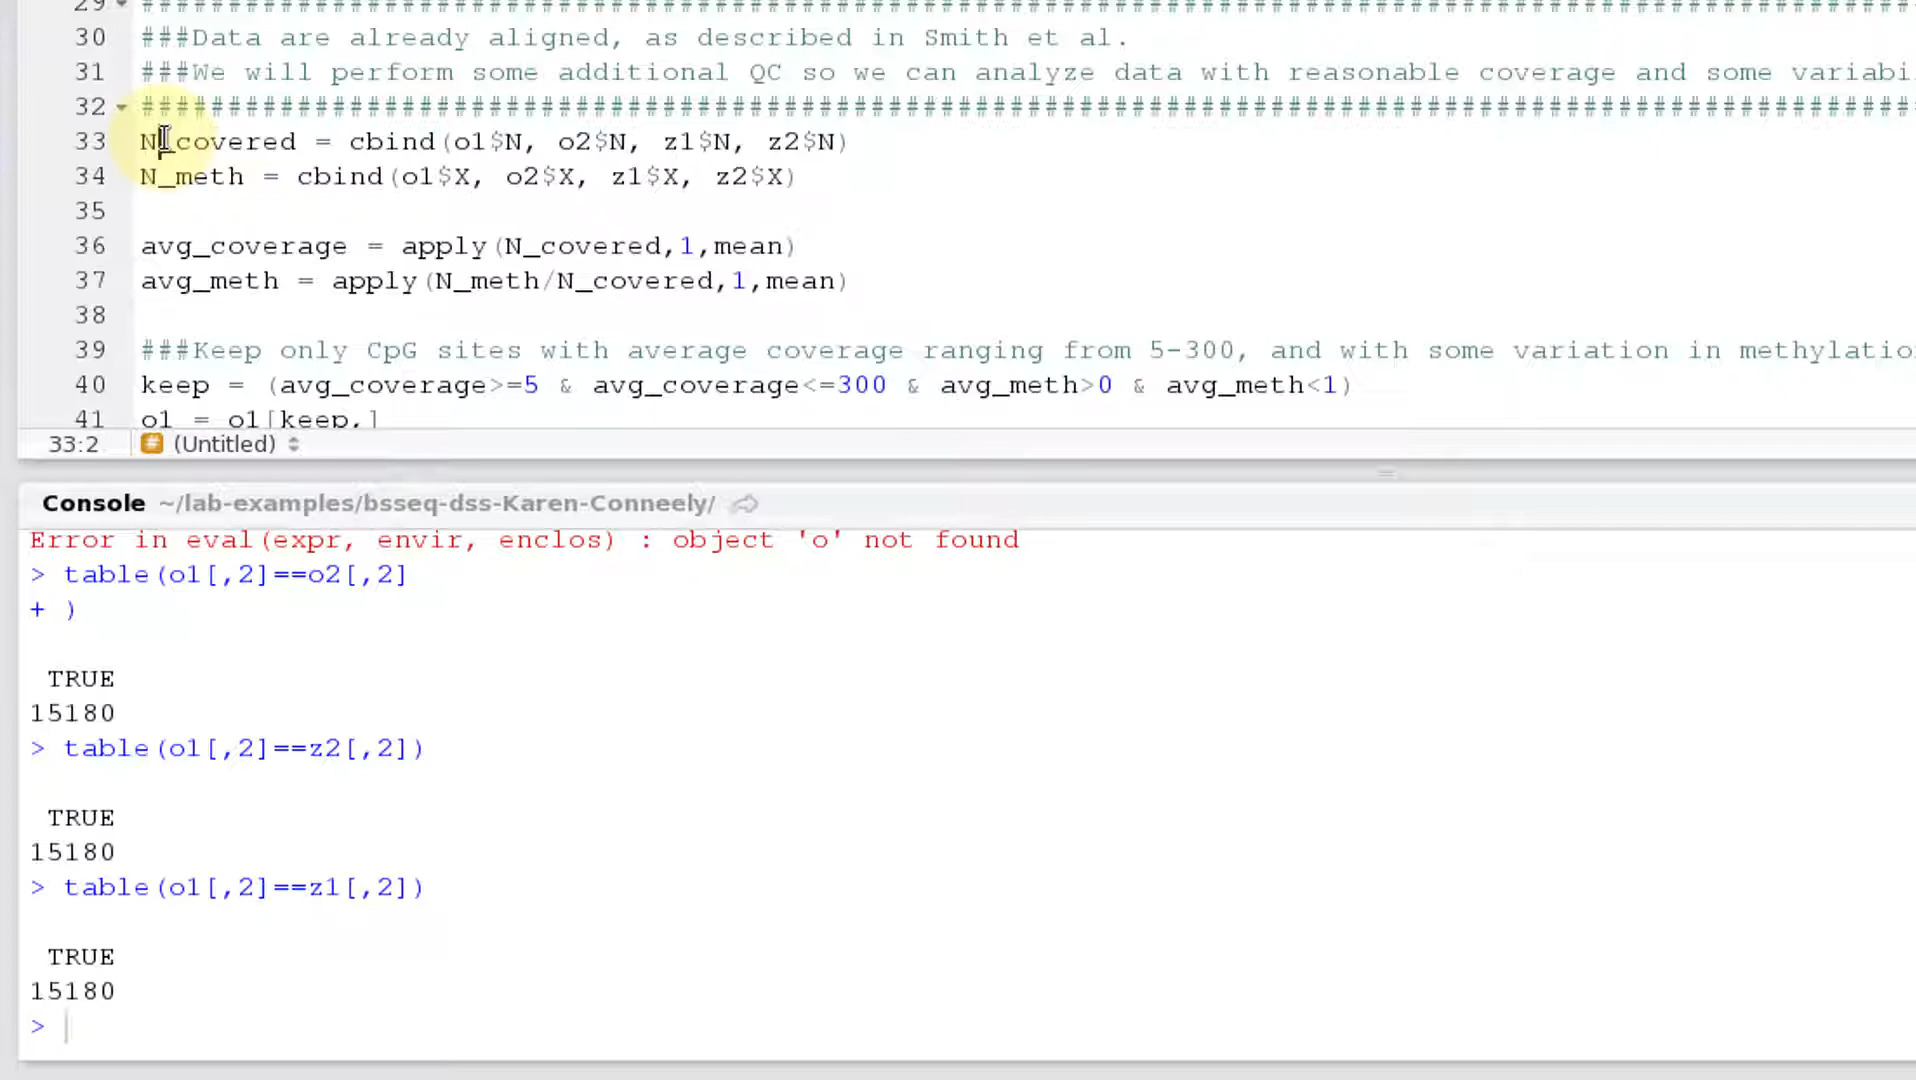 29 ##########################################################################################################
30 ###Data are already aligned, as described in Smith et al.
31 ###We will perform some additional QC so we can analyze data with reasonable coverage and some variabi
32 ######################################################################################################
33 N_covered = cbind(o1$N, o2$N, z1$N, z2$N)
34 N_meth = cbind(o1$X, o2$X, z1$X, z2$X)
35
36 avg_coverage = apply(N_covered,1,mean)
37 avg_meth = apply(N_meth/N_covered,1,mean)
38
39 ###Keep only CpG sites with average coverage ranging from 5-300, and with some variation in methylatio
40 keep = (avg_coverage>=5 & avg_coverage<=300 & avg_meth>0 & avg_meth<1)
41 o1 = o1[keep,]
33:2 # (Untitled)
Console ~/lab-examples/bsseq-dss-Karen-Conneely/
Error in eval(expr, envir, enclos) : object 'o' not found
> table(o1[,2]==o2[,2]
+ )
TRUE
15180
> table(o1[,2]==z2[,2])
TRUE
15180
> table(o1[,2]==z1[,2])
TRUE
15180
>